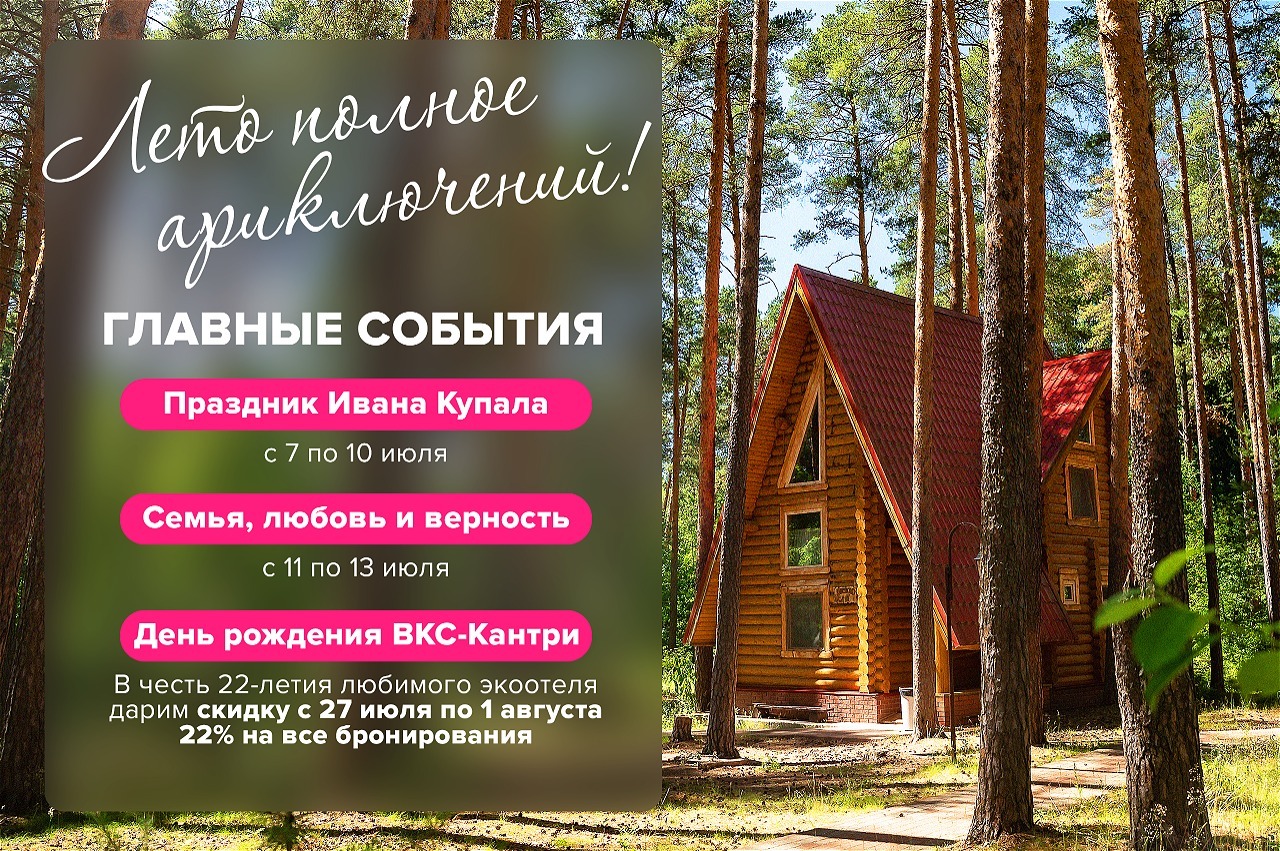 Лето полное
ариключений!
ГЛАВНЫЕ СОБЫТИЯ
Праздник Ивана Купала
с 7 по 10 июля
Семья, любовь и верность
с 11 по 13 июля
День рождения ВКС-Кантри
В честь 22-летия любимого экоотеля
дарим скидку с 27 июля по 1 августа
22% на все бронирования